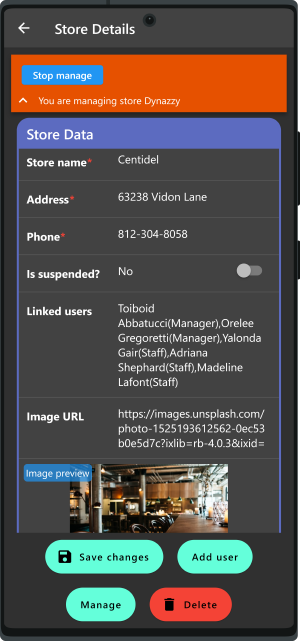 Store Details
Stop manage
You are managing store Dynazzy
Store Data
Store name* Centidel
Address* 63238 Vidon Lane
Phone* 812-304-8058
Is suspended? No
Linked users Toiboid
Abbatucci(Manager),Orelee
Gregoretti(Manager),Yalonda
Gair(Staff),Adriana
Shephard(Staff),Madeline
Lafont(Staff)
Image URL https://images.unsplash.com/
photo-1525193612562-0ec53
b0e5d7c?ixlib=rb-4.0.3&ixid=
Image preview
Save changes
Add user
Manage
Delete